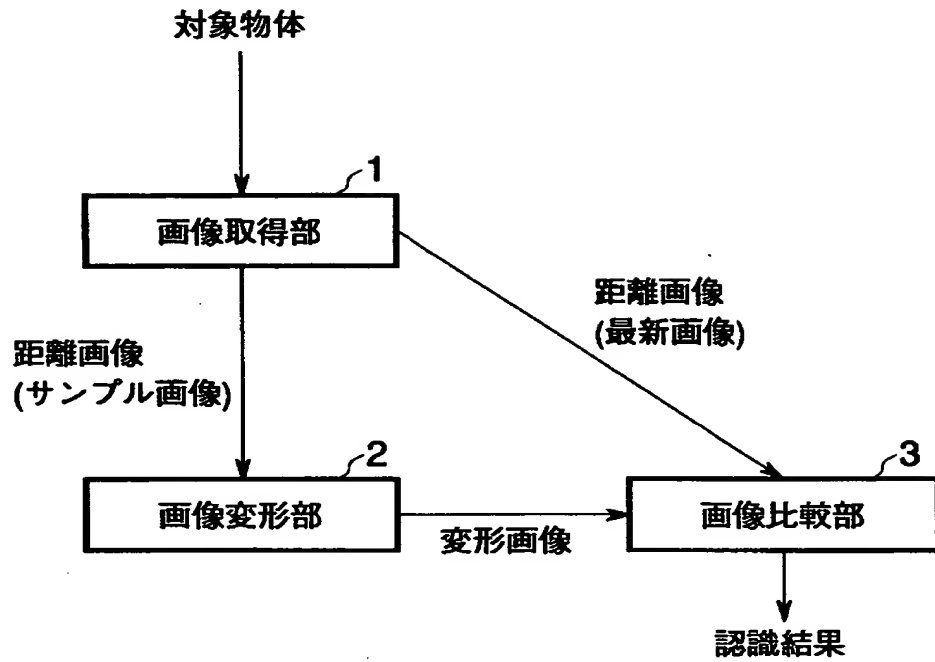 対象物体
1
画像取得部
距離画像
(最新画像)
距離画像
(サンプル画像)
2
画像変形部
変形画像
3
画像比較部
認識結果